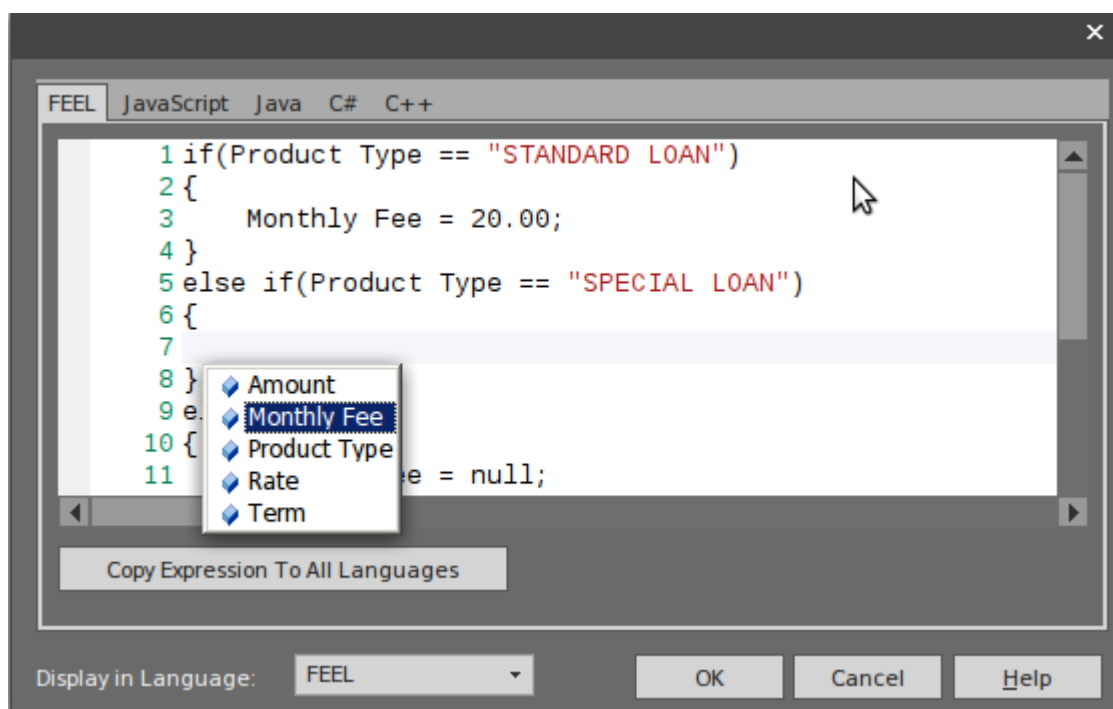 FEEL JavaScript Java C# C++
1 if(Product Type == "STANDARD LOAN")
2 {
3 Monthly Fee = 20.00;
4 }
5 else if(Product Type == "SPECIAL LOAN")
6 {
7
8 }
9 e
10 {
11 e = null;
Amount
Monthly Fee
Product Type
Rate
Term
Copy Expression To All Languages
Display in Language: FEEL OK Cancel Help